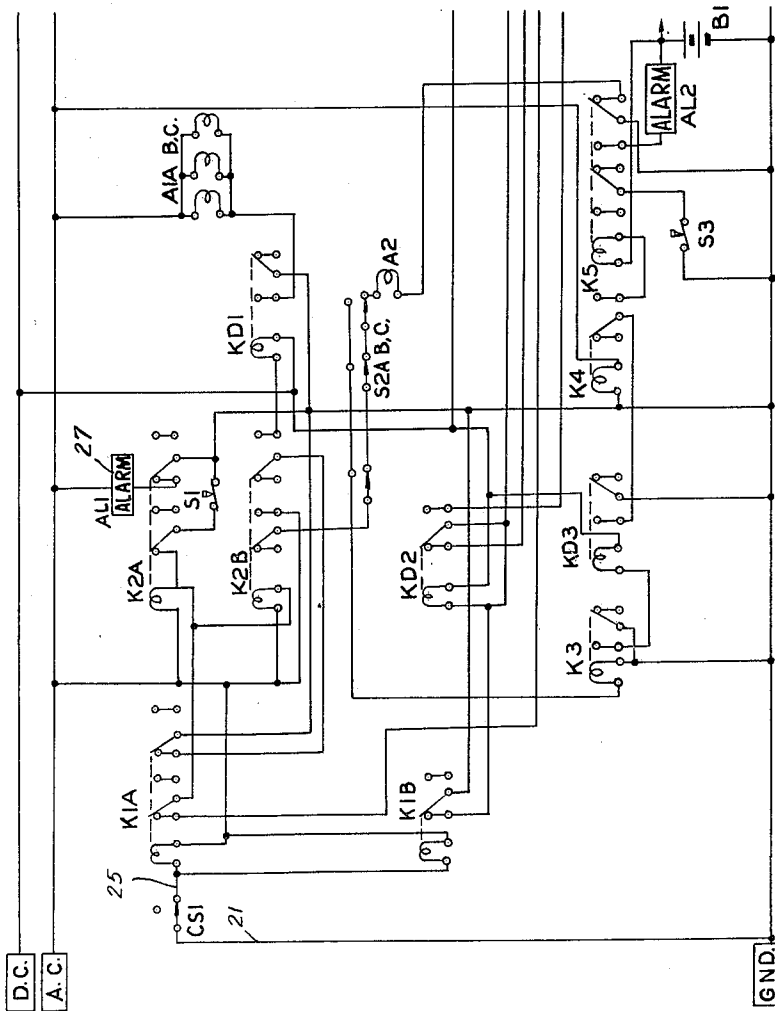 D.C.
A.C.
GND.
25
CS1
21
K1A
K1B
K2A
AL1
ALARM
27
S1
K2B
KD1
A1A B.C.
S2A B,C.
A2
KD2
K3
KD3
K4
K5
S3
ALARM
AL2
B1